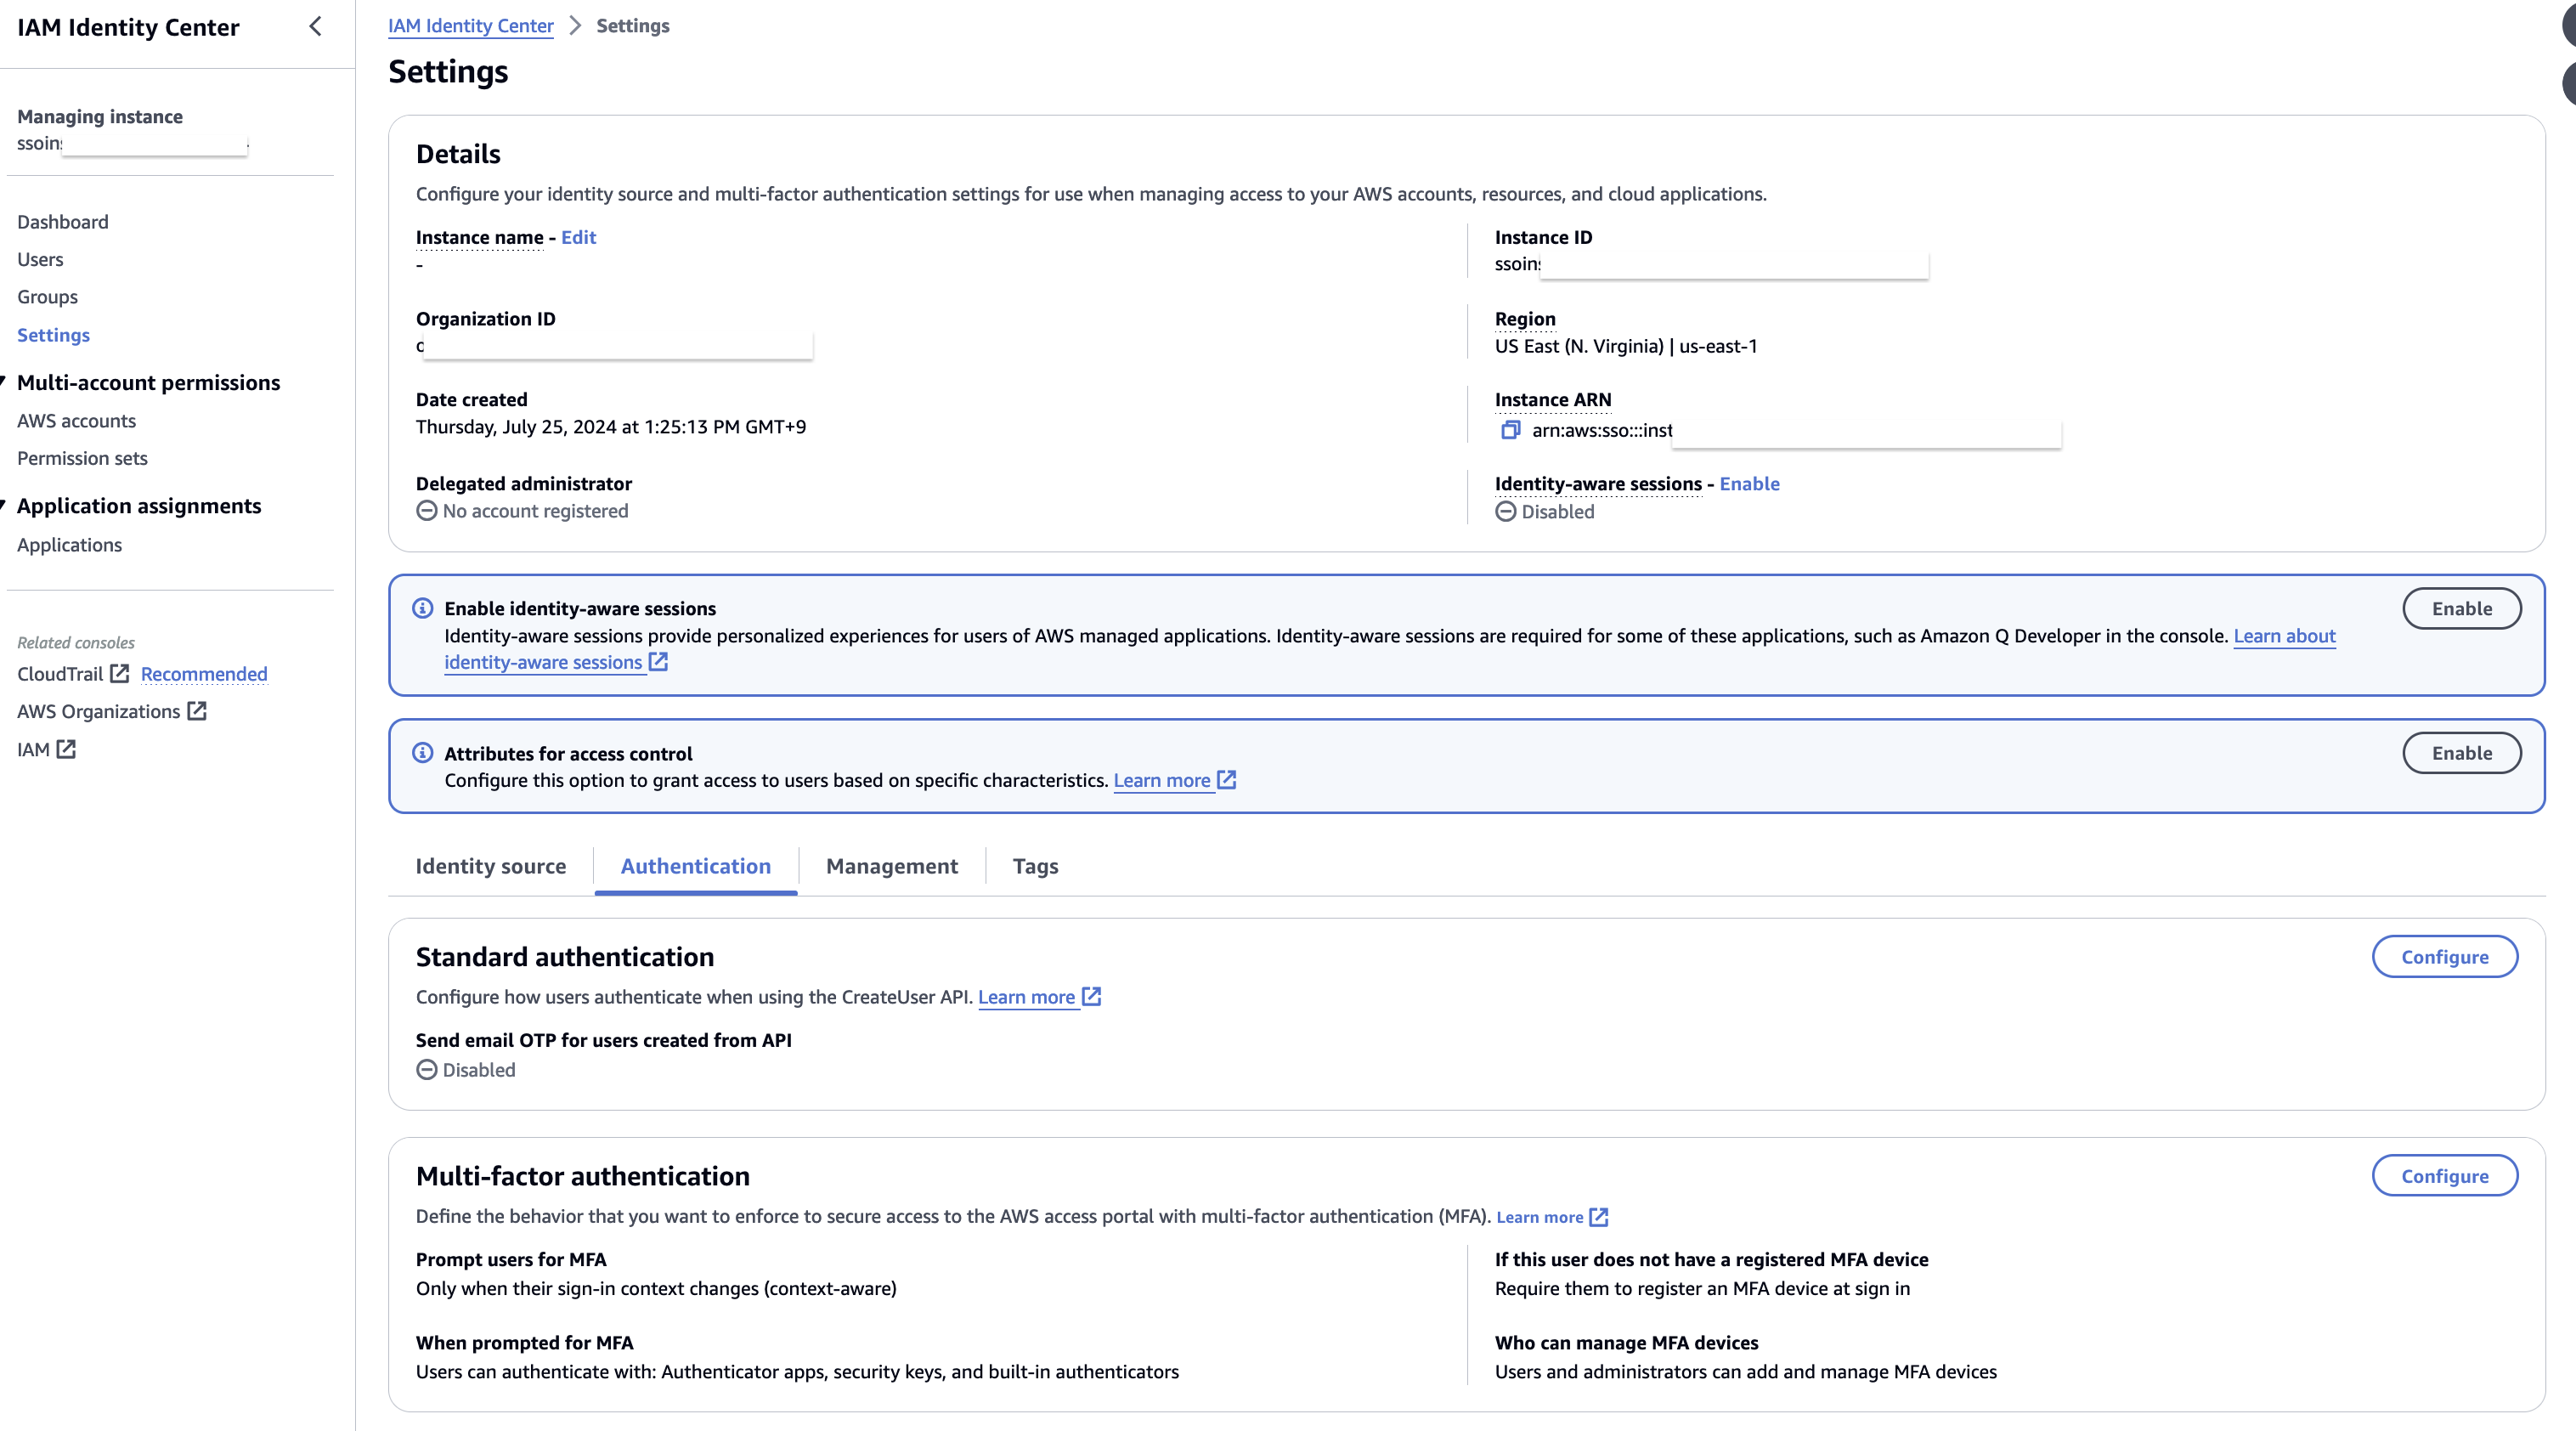 IAM Identity Center
Managing instance
Dashboard
Users
Groups
Settings
Multi-account permissions
AWS accounts
Permission sets
Application assignments
Applications
Related consoles
CloudTrail Recommended
AWS Organizations
IAM
IAM Identity Center > Settings
Settings
Details
Configure your identity source and multi-factor authentication settings for use when managing access to your AWS accounts, resources, and cloud applications.
Instance name - Edit
-
Instance ID
Organization ID
Region
US East (N. Virginia) | us-east-1
Date created
Thursday, July 25, 2024 at 1:25:13 PM GMT+9
Instance ARN
arn:aws:sso:::inst
Delegated administrator
No account registered
Identity-aware sessions - Enable
Disabled
Enable identity-aware sessions
Enable
Identity-aware sessions provide personalized experiences for users of AWS managed applications. Identity-aware sessions are required for some of these applications, such as Amazon Q Developer in the console. Learn about
identity-aware sessions
Attributes for access control
Enable
Configure this option to grant access to users based on specific characteristics. Learn more
Identity source
Authentication
Management
Tags
Standard authentication
Configure
Configure how users authenticate when using the CreateUser API. Learn more
Send email OTP for users created from API
Disabled
Multi-factor authentication
Configure
Define the behavior that you want to enforce to secure access to the AWS access portal with multi-factor authentication (MFA). Learn more
Prompt users for MFA
Only when their sign-in context changes (context-aware)
If this user does not have a registered MFA device
Require them to register an MFA device at sign in
When prompted for MFA
Users can authenticate with: Authenticator apps, security keys, and built-in authenticators
Who can manage MFA devices
Users and administrators can add and manage MFA devices